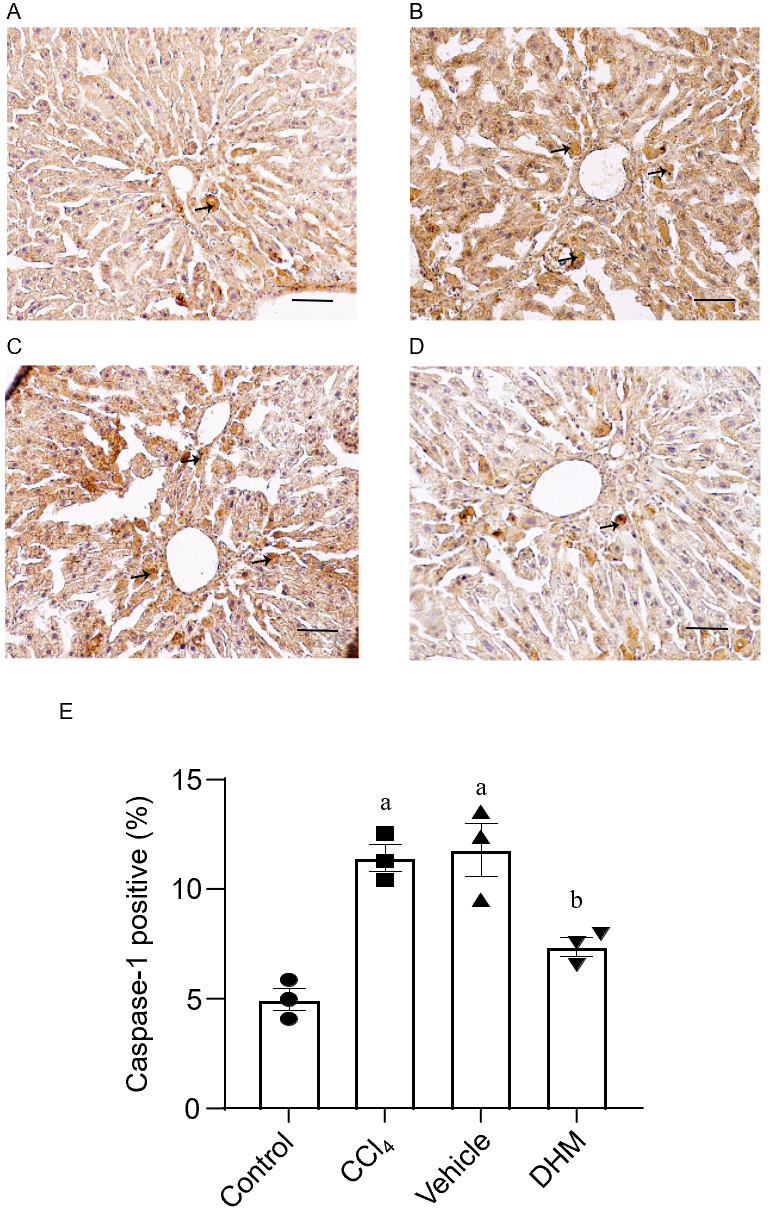 A
B
C
D
E
Caspase-1 positive (%)
15
10
5
0
a
a
b
Control
CCl₄
Vehicle
DHM